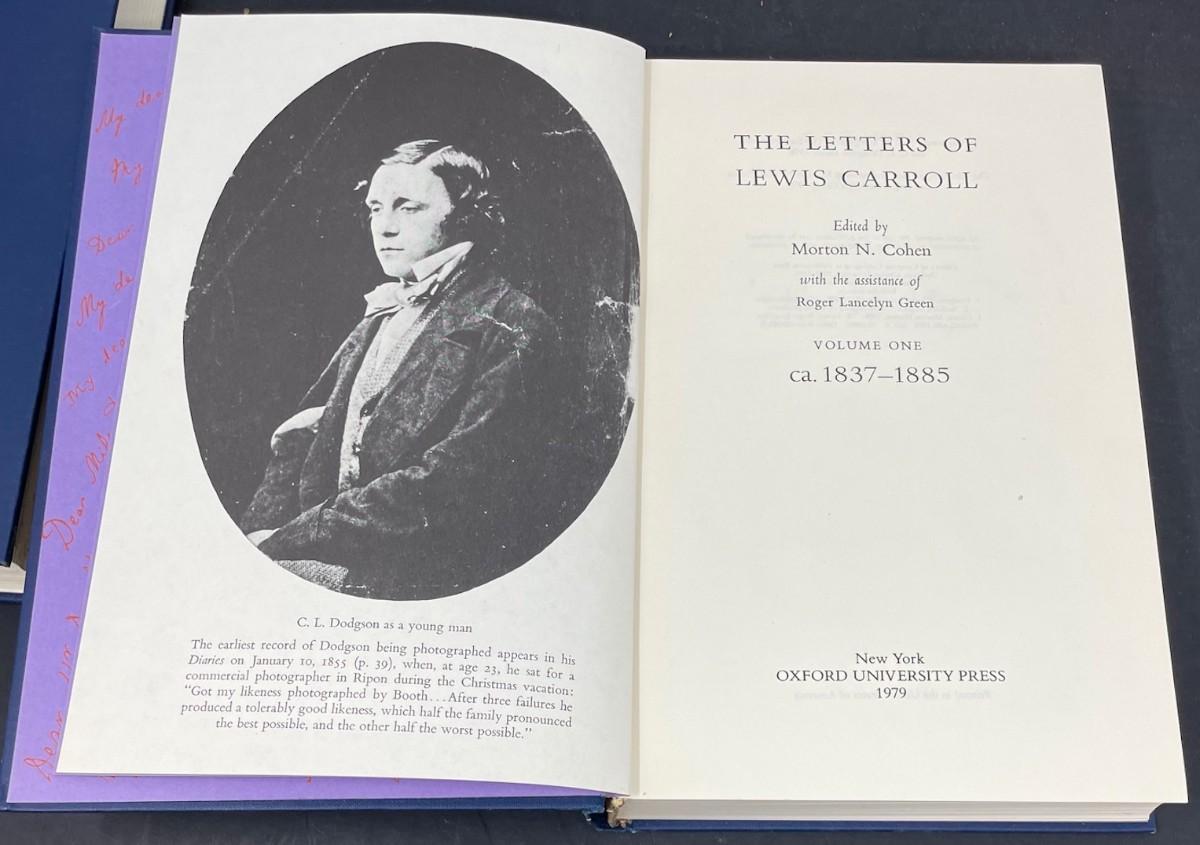 My dea
My
Dear
My de
My dea
Dear
Dear
C. L. Dodgson as a young man
The earliest record of Dodgson being photographed appears in his
Diaries on January 10, 1855 (p. 39), when, at age 23, he sat for a
commercial photographer in Ripon during the Christmas vacation:
"Got my likeness photographed by Booth...After three failures he
produced a tolerably good likeness, which half the family pronounced
the best possible, and the other half the worst possible."
THE LETTERS OF
LEWIS CARROLL
Edited by
Morton N. Cohen
with the assistance of
Roger Lancelyn Green
VOLUME ONE
ca. 1837–1885
New York
OXFORD UNIVERSITY PRESS
1979